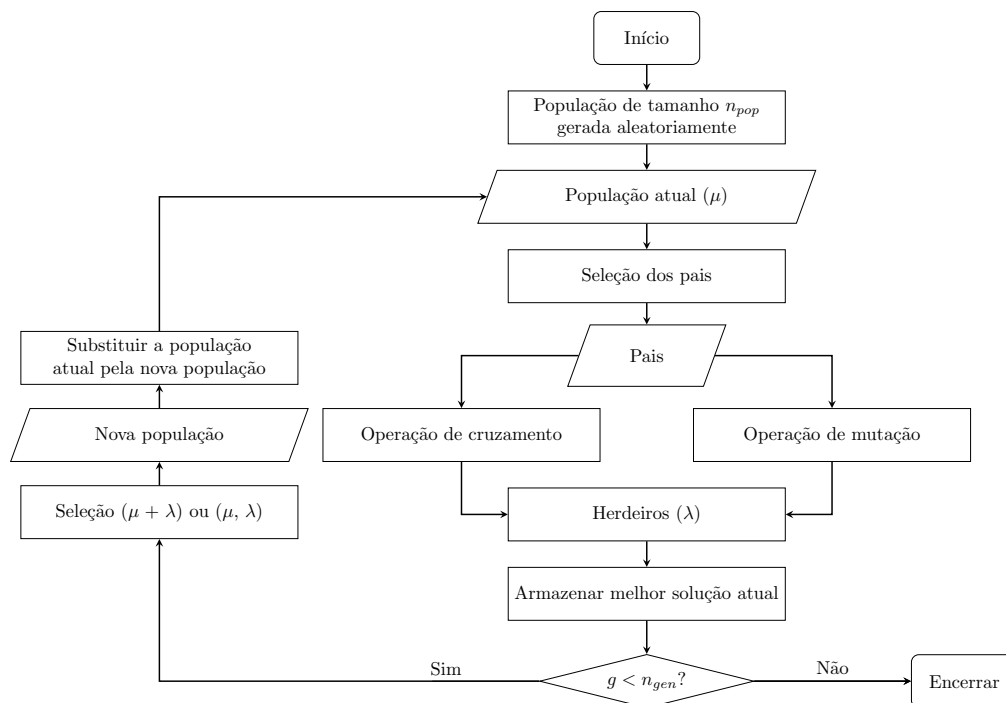 Início
População de tamanho n_pop
gerada aleatoriamente
População atual (μ)
Seleção dos pais
Pais
Substituir a população
atual pela nova população
Nova população
Seleção (μ + λ) ou (μ, λ)
Operação de cruzamento
Operação de mutação
Herdeiros (λ)
Armazenar melhor solução atual
Sim
g < n_gen?
Não
Encerrar